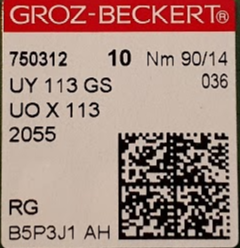 GROZ-BECKERT®
750312 10 Nm 90/14
UY 113 GS 036
UO X 113
2055
RG
B5P3J1 AH